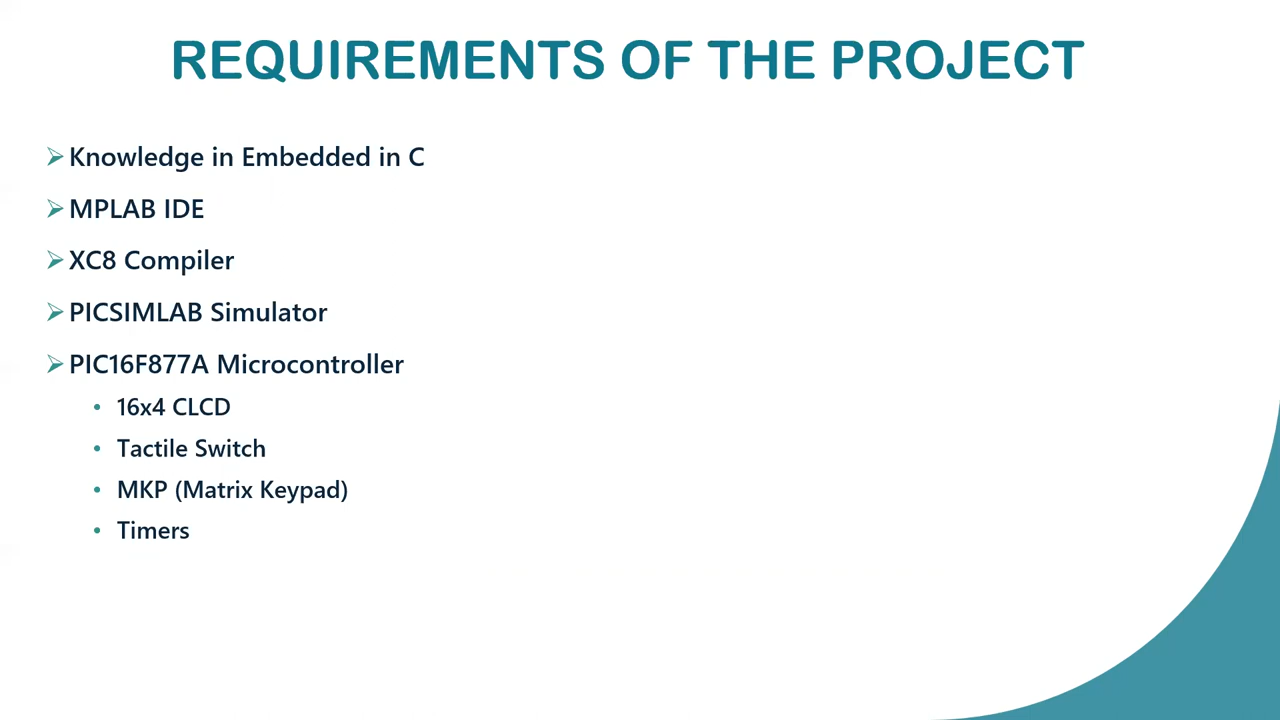 REQUIREMENTS OF THE PROJECT
➢ Knowledge in Embedded in C
➢ MPLAB IDE
➢ XC8 Compiler
➢ PICSIMLAB Simulator
➢ PIC16F877A Microcontroller
• 16x4 CLCD
• Tactile Switch
• MKP (Matrix Keypad)
• Timers